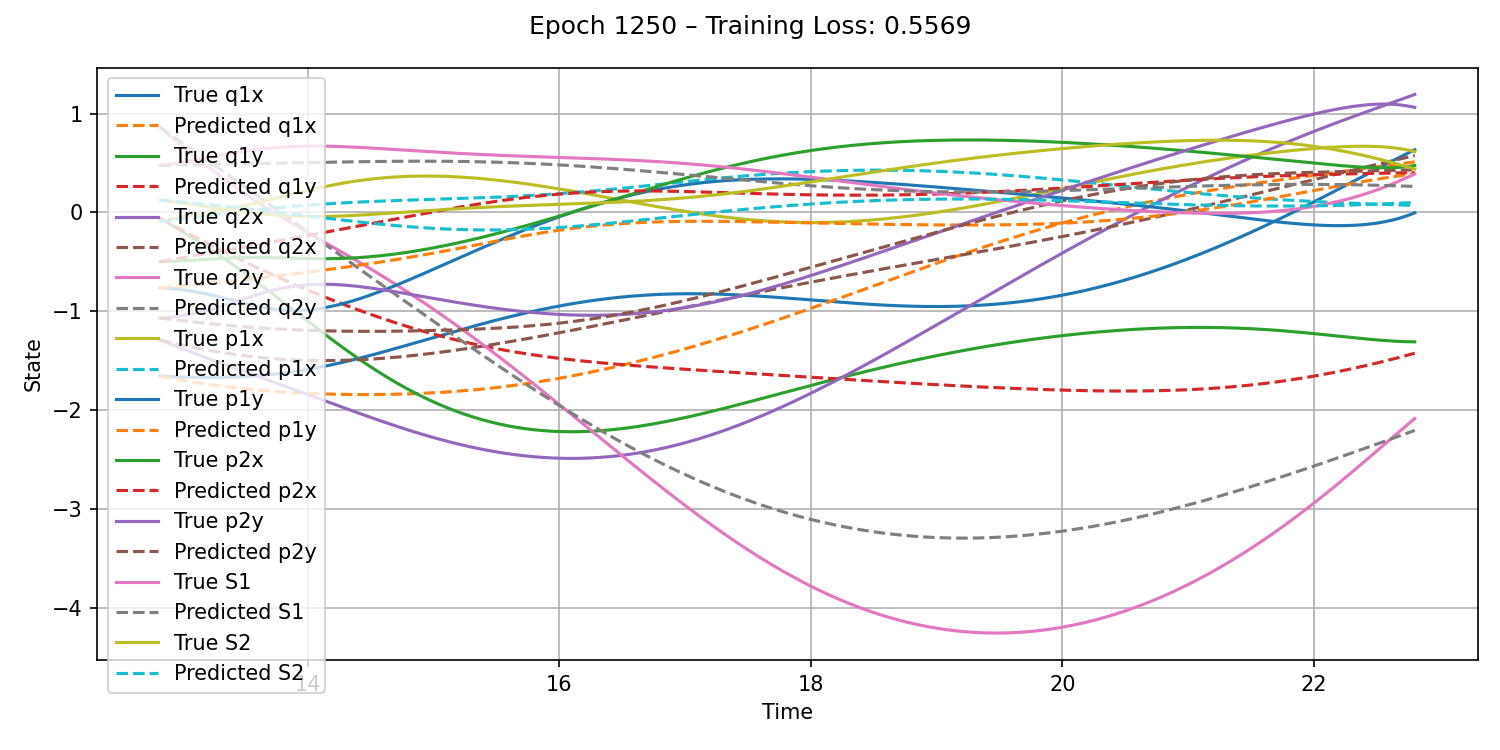 Epoch 1250 – Training Loss: 0.5569
State
1
0
−1
−2
−3
−4
True q1x
Predicted q1x
True q1y
Predicted q1y
True q2x
Predicted q2x
True q2y
Predicted q2y
True p1x
Predicted p1x
True p1y
Predicted p1y
True p2x
Predicted p2x
True p2y
Predicted p2y
True S1
Predicted S1
True S2
Predicted S2
14 16 18 20 22
Time